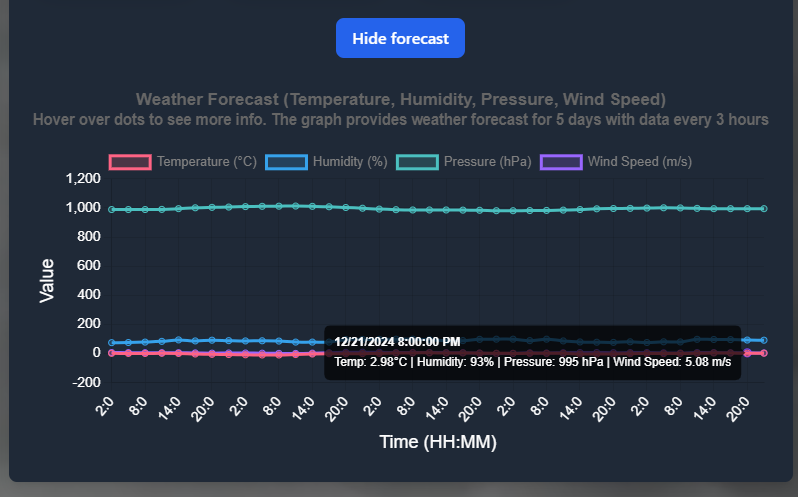 Hide forecast
Weather Forecast (Temperature, Humidity, Pressure, Wind Speed)
Hover over dots to see more info. The graph provides weather forecast for 5 days with data every 3 hours
Temperature (°C) Humidity (%) Pressure (hPa) Wind Speed (m/s)
1,200
1,000
800
600
400
200
0
-200
Value
12/21/2024 8:00:00 PM
Temp: 2.98°C | Humidity: 93% | Pressure: 995 hPa | Wind Speed: 5.08 m/s
2:0 8:0 14:0 20:0 2:0 8:0 14:0 20:0 2:0 8:0 14:0 20:0 2:0 8:0 14:0 20:0 2:0 8:0 14:0 20:0
Time (HH:MM)